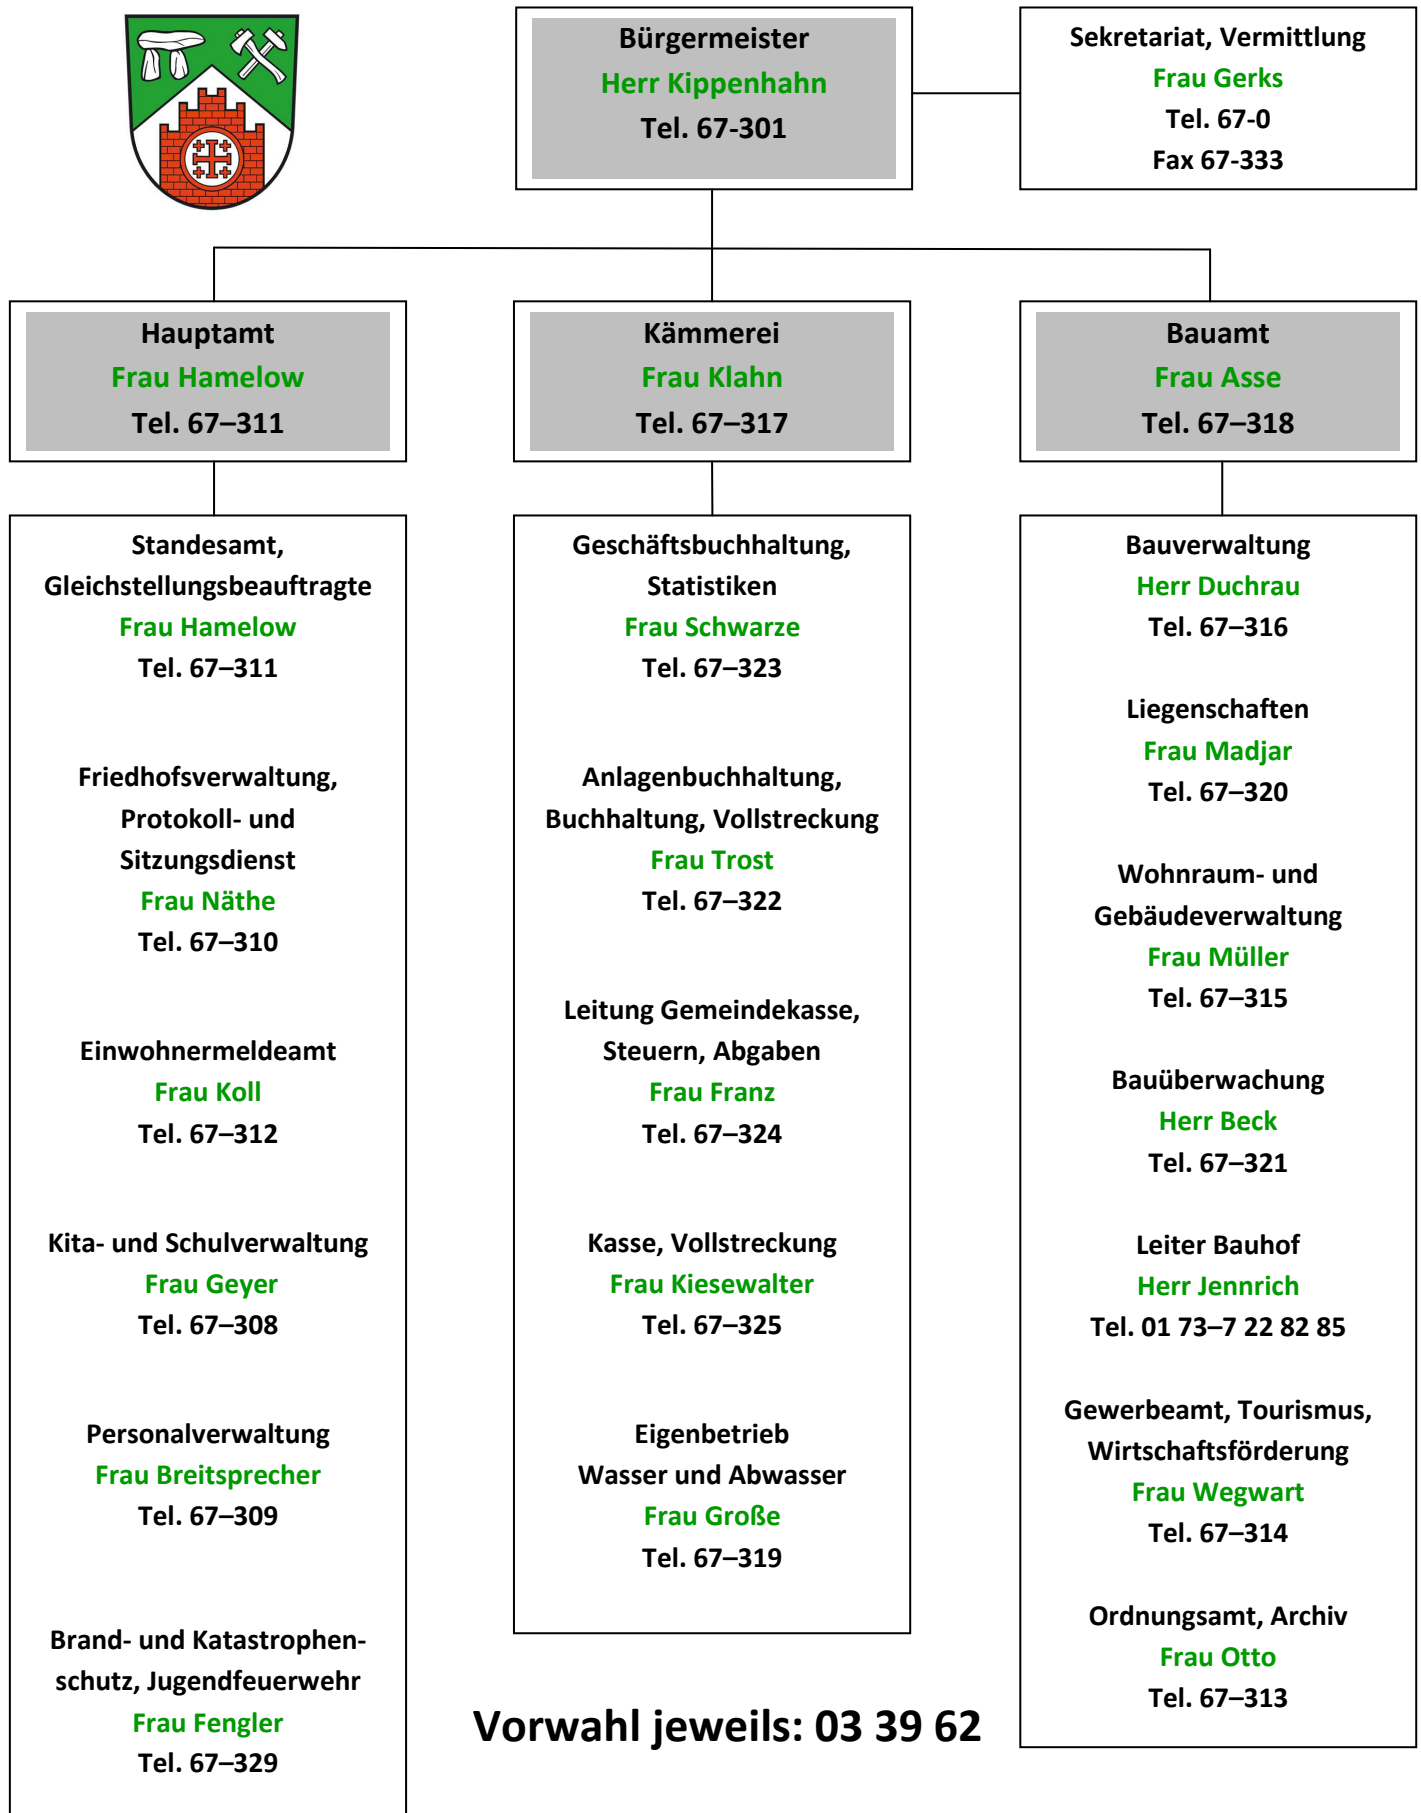 Bürgermeister
Herr Kippenhahn
Tel. 67-301
Sekretariat, Vermittlung
Frau Gerks
Tel. 67-0
Fax 67-333
Hauptamt
Frau Hamelow
Tel. 67–311
Kämmerei
Frau Klahn
Tel. 67–317
Bauamt
Frau Asse
Tel. 67–318
Standesamt,
Gleichstellungsbeauftragte
Frau Hamelow
Tel. 67–311
Friedhofsverwaltung,
Protokoll- und
Sitzungsdienst
Frau Näthe
Tel. 67–310
Einwohnermeldeamt
Frau Koll
Tel. 67–312
Kita- und Schulverwaltung
Frau Geyer
Tel. 67–308
Personalverwaltung
Frau Breitsprecher
Tel. 67–309
Brand- und Katastrophen-
schutz, Jugendfeuerwehr
Frau Fengler
Tel. 67–329
Geschäftsbuchhaltung,
Statistiken
Frau Schwarze
Tel. 67–323
Anlagenbuchhaltung,
Buchhaltung, Vollstreckung
Frau Trost
Tel. 67–322
Leitung Gemeindekasse,
Steuern, Abgaben
Frau Franz
Tel. 67–324
Kasse, Vollstreckung
Frau Kiesewalter
Tel. 67–325
Eigenbetrieb
Wasser und Abwasser
Frau Große
Tel. 67–319
Bauverwaltung
Herr Duchrau
Tel. 67–316
Liegenschaften
Frau Madjar
Tel. 67–320
Wohnraum- und
Gebäudeverwaltung
Frau Müller
Tel. 67–315
Bauüberwachung
Herr Beck
Tel. 67–321
Leiter Bauhof
Herr Jennrich
Tel. 01 73–7 22 82 85
Gewerbeamt, Tourismus,
Wirtschaftsförderung
Frau Wegwart
Tel. 67–314
Ordnungsamt, Archiv
Frau Otto
Tel. 67–313
Vorwahl jeweils: 03 39 62